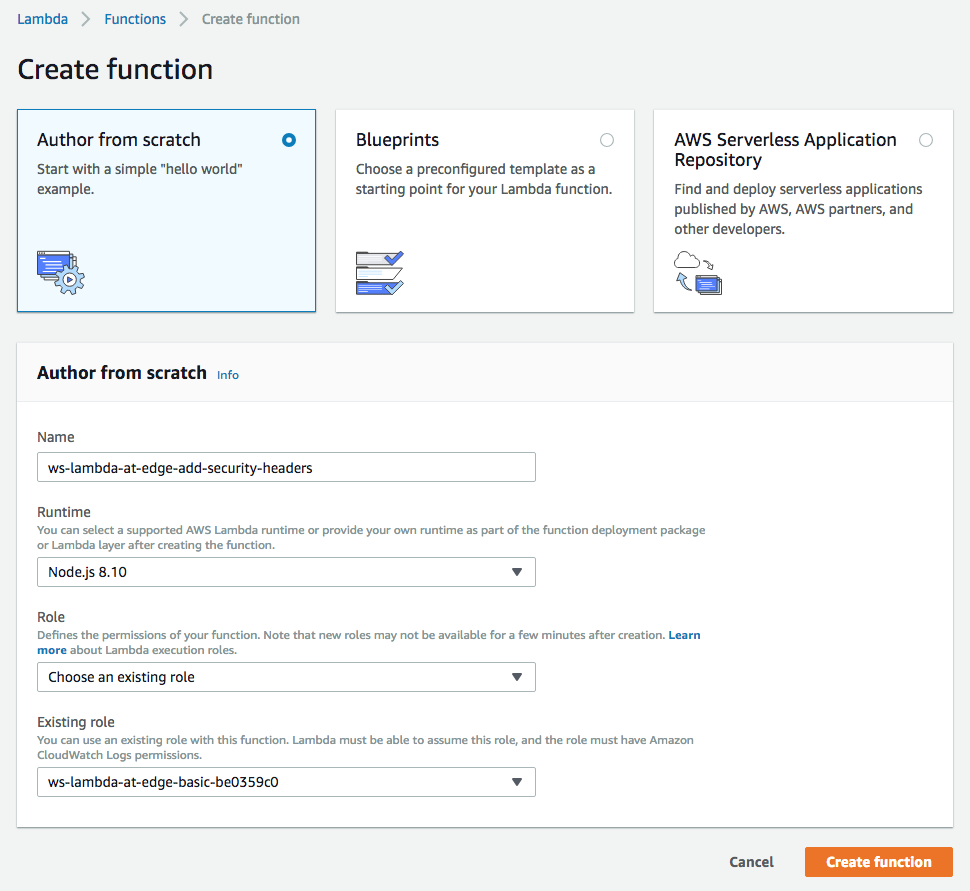 Lambda > Functions > Create function
Create function
Author from scratch
Start with a simple "hello world"
example.
Blueprints
Choose a preconfigured template as a
starting point for your Lambda function.
AWS Serverless Application
Repository
Find and deploy serverless applications
published by AWS, AWS partners, and
other developers.
Author from scratch Info
Name
ws-lambda-at-edge-add-security-headers
Runtime
You can select a supported AWS Lambda runtime or provide your own runtime as part of the function deployment package
or Lambda layer after creating the function.
Node.js 8.10
Role
Defines the permissions of your function. Note that new roles may not be available for a few minutes after creation. Learn
more about Lambda execution roles.
Choose an existing role
Existing role
You can use an existing role with this function. Lambda must be able to assume this role, and the role must have Amazon
CloudWatch Logs permissions.
ws-lambda-at-edge-basic-be0359c0
Cancel Create function